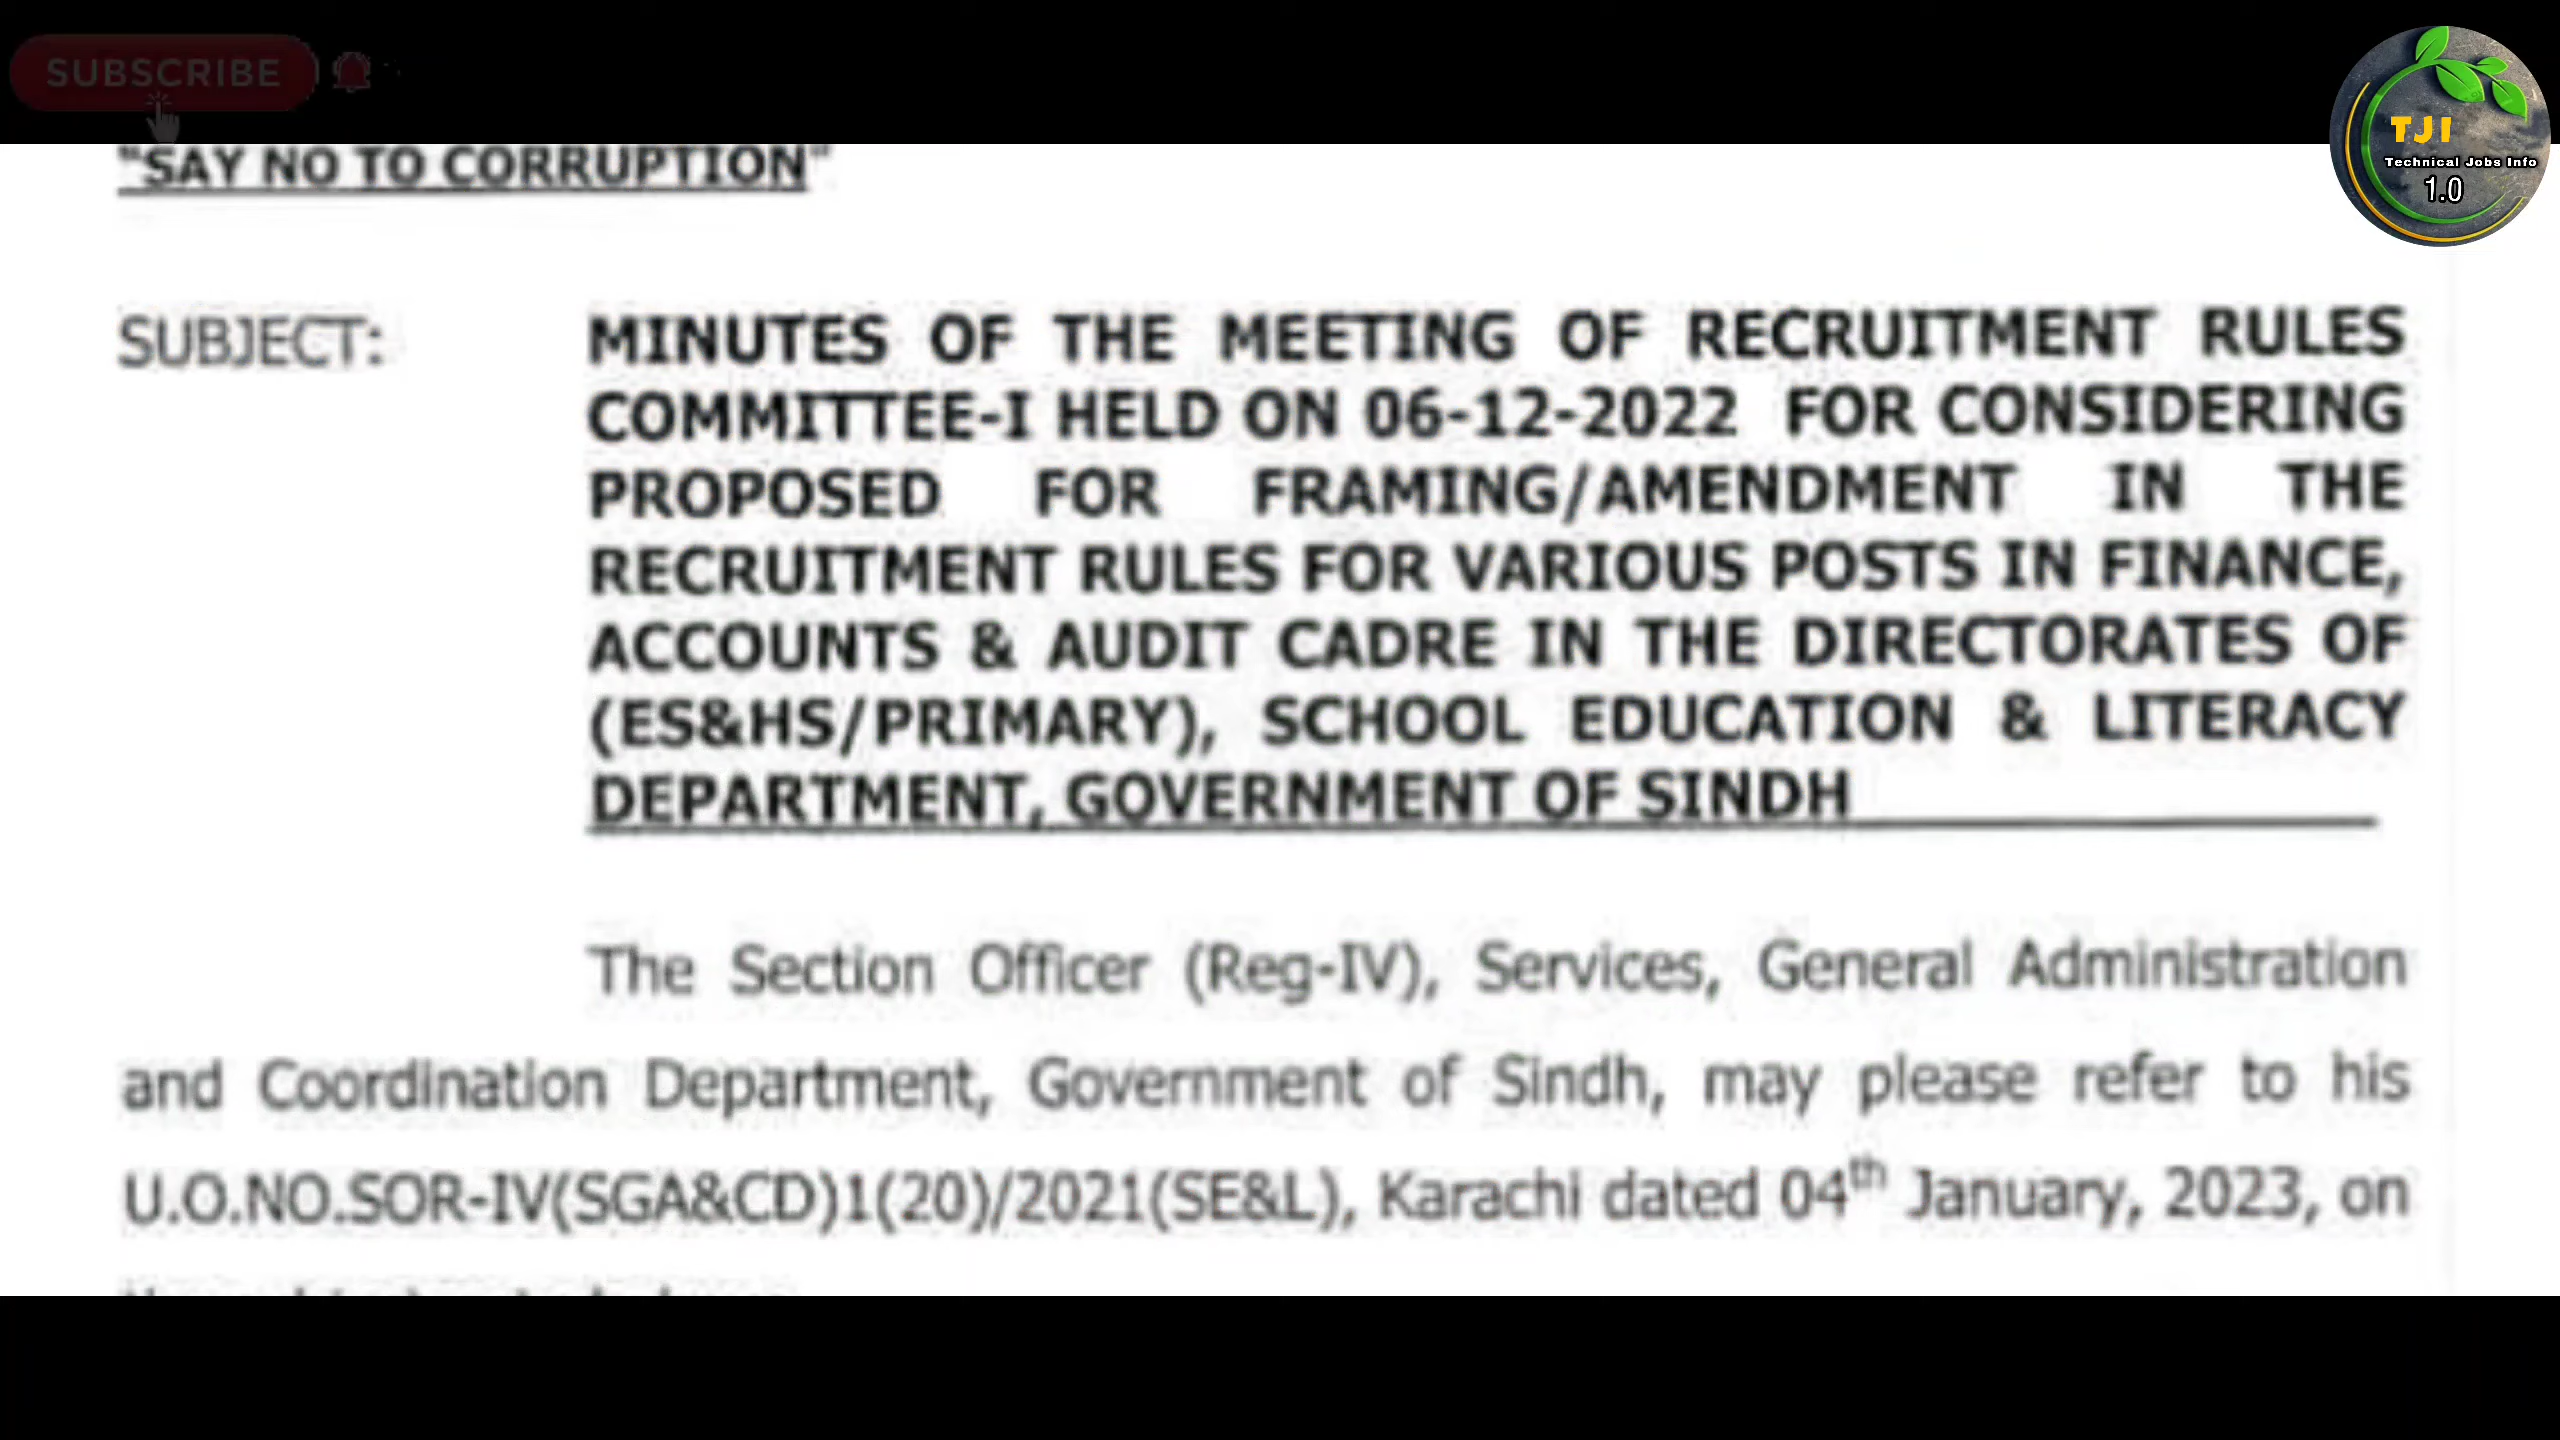 SUBSCRIBE
TJI
Technical Jobs Info
1.0
"SAY NO TO CORRUPTION"
SUBJECT:
MINUTES OF THE MEETING OF RECRUITMENT RULES
COMMITTEE-I HELD ON 06-12-2022 FOR CONSIDERING
PROPOSED FOR FRAMING/AMENDMENT IN THE
RECRUITMENT RULES FOR VARIOUS POSTS IN FINANCE,
ACCOUNTS & AUDIT CADRE IN THE DIRECTORATES OF
(ES&HS/PRIMARY), SCHOOL EDUCATION & LITERACY
DEPARTMENT, GOVERNMENT OF SINDH
The Section Officer (Reg-IV), Services, General Administration
and Coordination Department, Government of Sindh, may please refer to his
U.O.NO.SOR-IV(SGA&CD)1(20)/2021(SE&L), Karachi dated 04th January, 2023, on